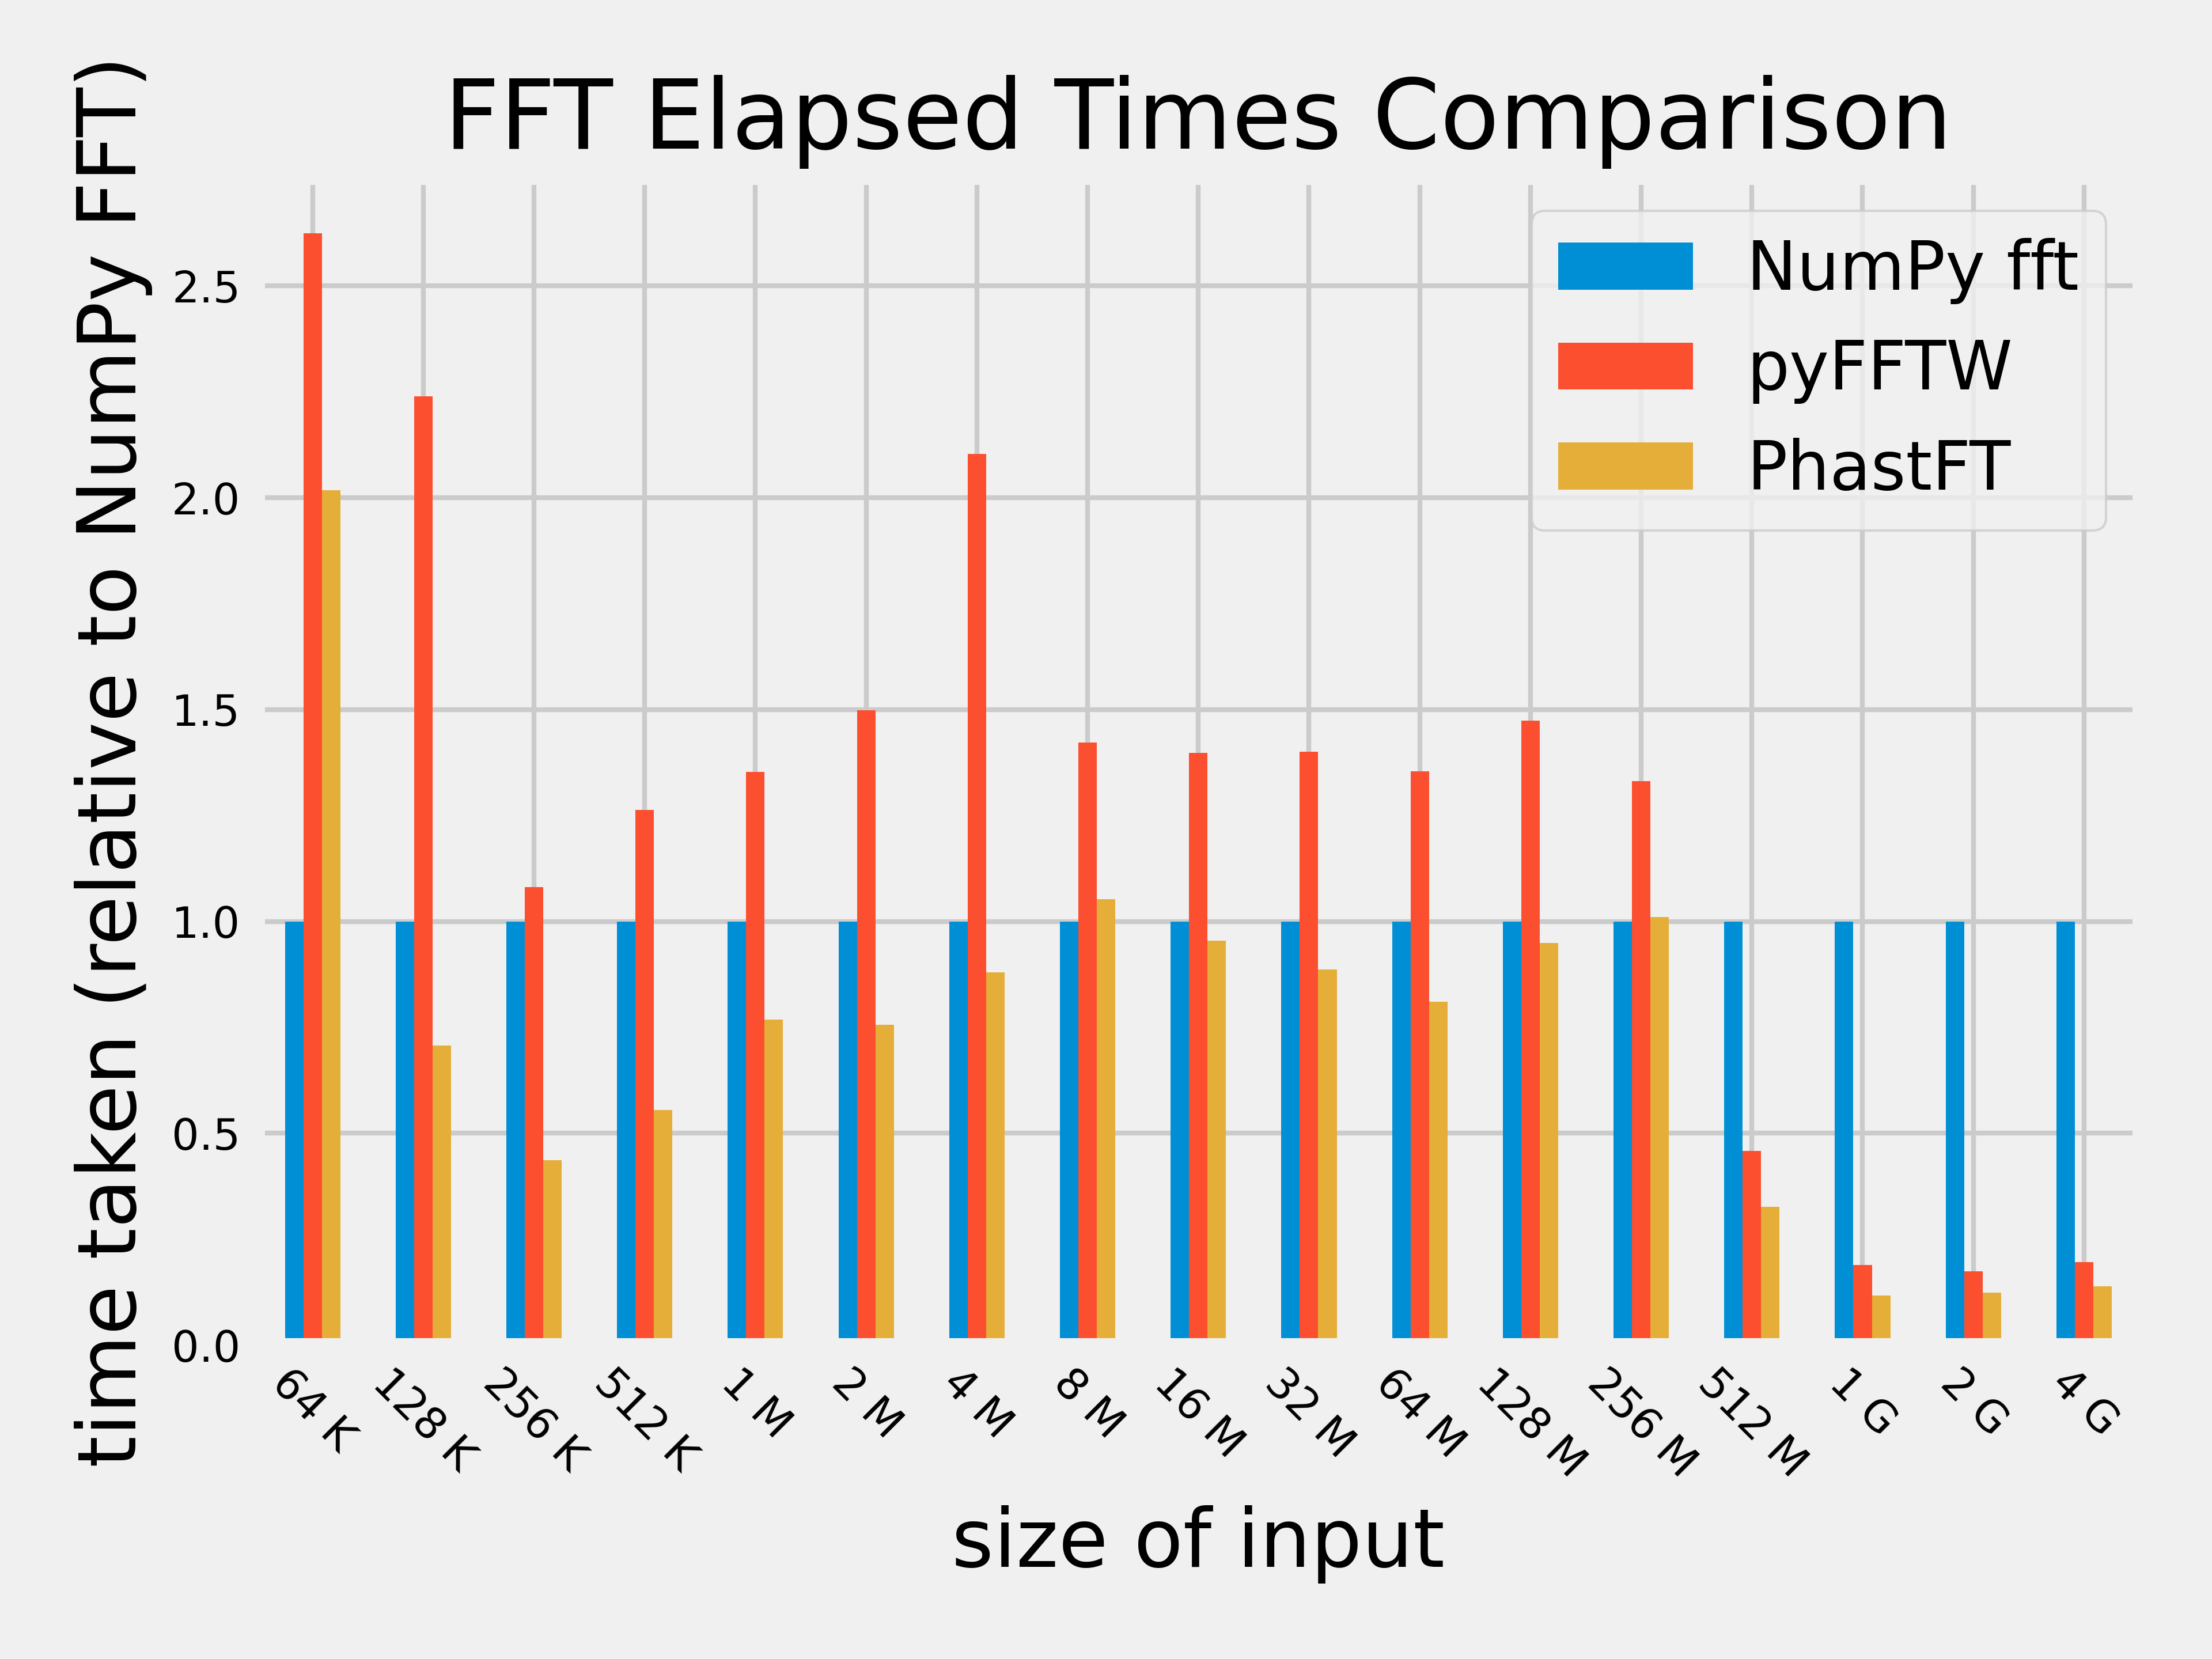 FFT Elapsed Times Comparison
time taken (relative to NumPy FFT)
2.5
2.0
1.5
1.0
0.5
0.0
NumPy fft
pyFFTW
PhastFT
64 K
128 K
256 K
512 K
1 M
2 M
4 M
8 M
16 M
32 M
64 M
128 M
256 M
512 M
1 G
2 G
4 G
size of input